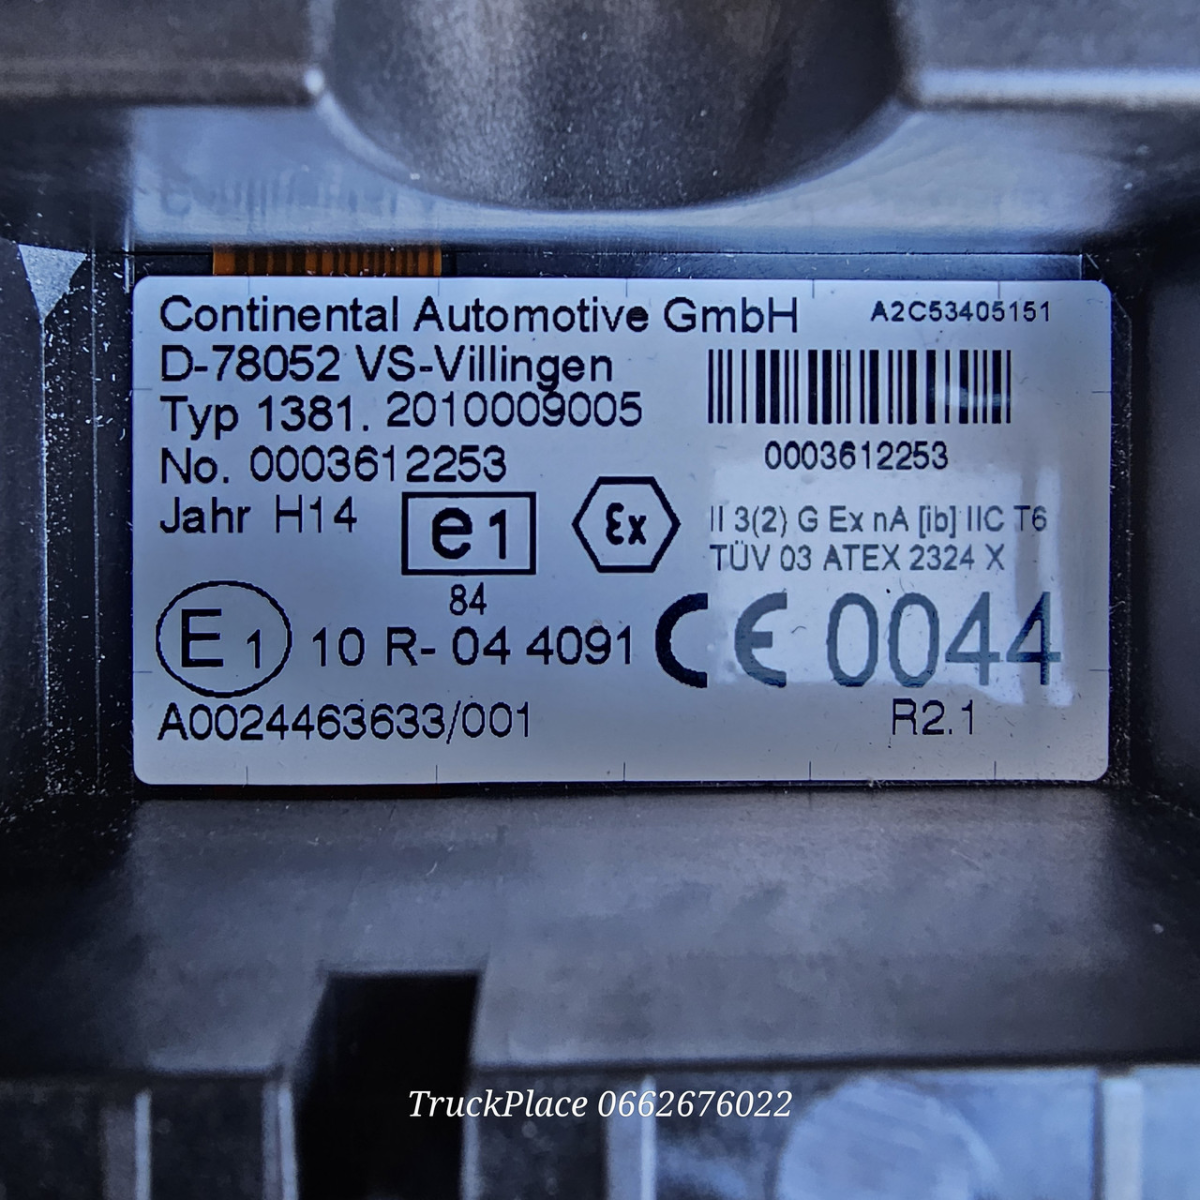 Continental Automotive GmbH A2C53405151
D-78052 VS-Villingen
Typ 1381. 2010009005
No. 0003612253
0003612253
Jahr H14
e1
84
Ex
II 3(2) G Ex nA [ib] IIC T6
TÜV 03 ATEX 2324 X
E1 10 R- 04 4091
CE 0044
A0024463633/001
R2.1
TruckPlace 0662676022